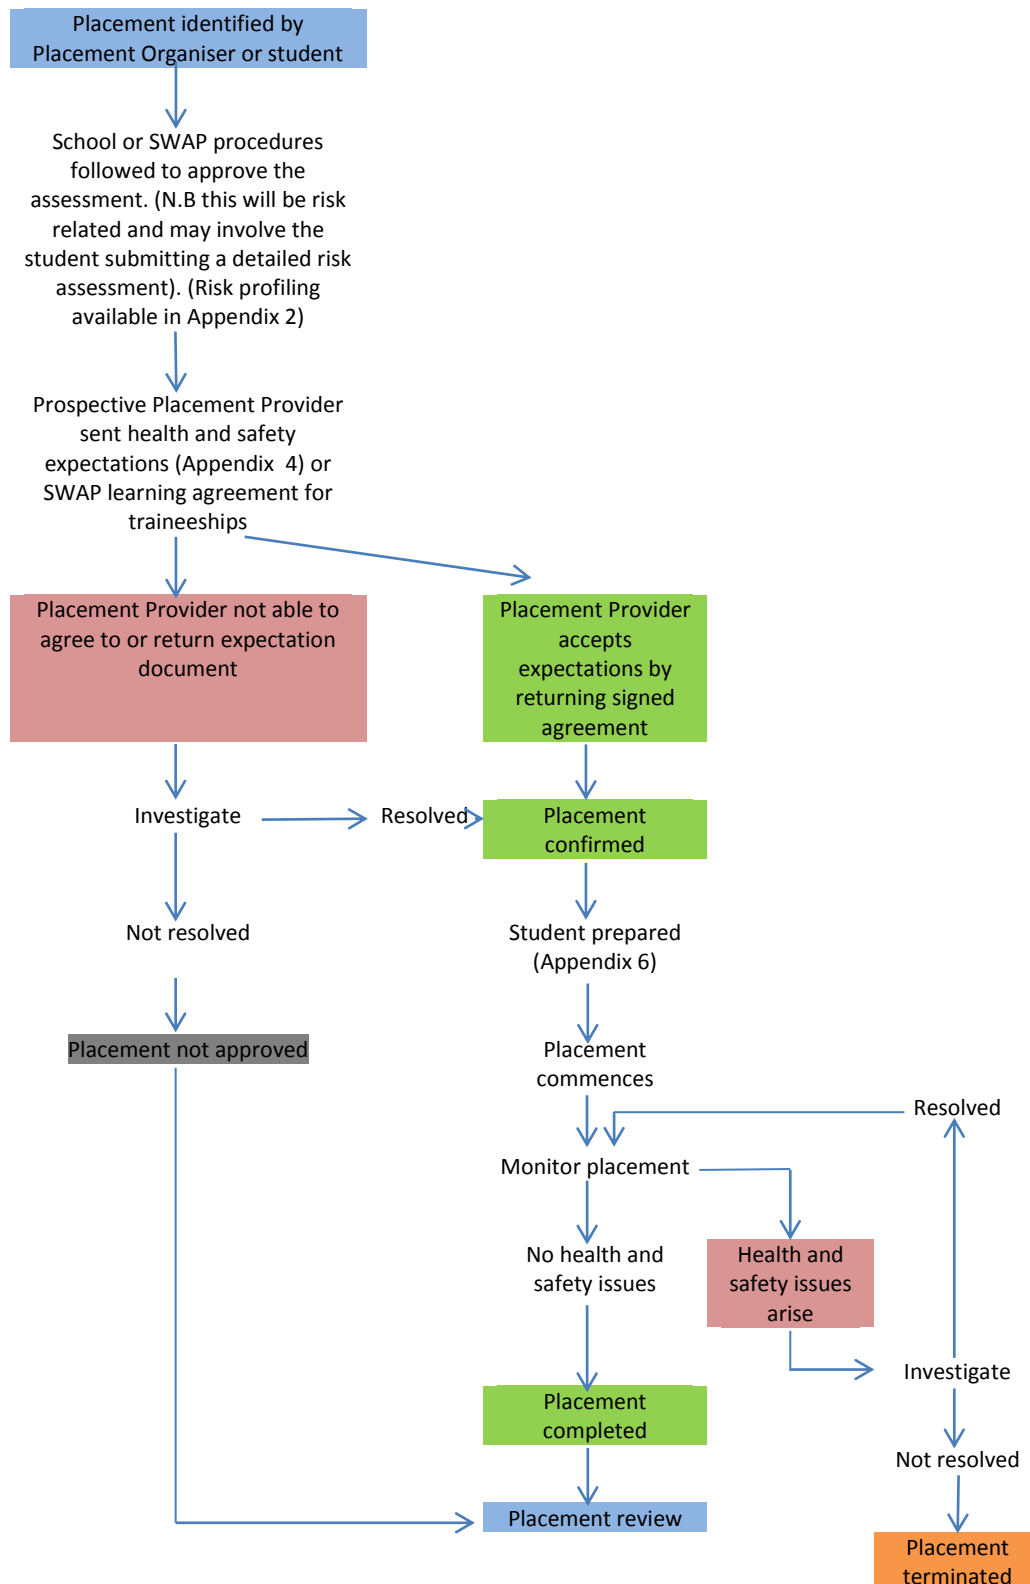 Placement identified by
Placement Organiser or student
School or SWAP procedures
followed to approve the
assessment. (N.B this will be risk
related and may involve the
student submitting a detailed risk
assessment). (Risk profiling
available in Appendix 2)
Prospective Placement Provider
sent health and safety
expectations (Appendix  4) or
SWAP learning agreement for
traineeships
Placement Provider not able to
agree to or return expectation
document
Placement Provider
accepts
expectations by
returning signed
agreement
Investigate
Resolved
Placement
confirmed
Not resolved
Student prepared
(Appendix 6)
Placement not approved
Placement
commences
Resolved
Monitor placement
No health and
safety issues
Health and
safety issues
arise
Investigate
Placement
completed
Not resolved
Placement review
Placement
terminated